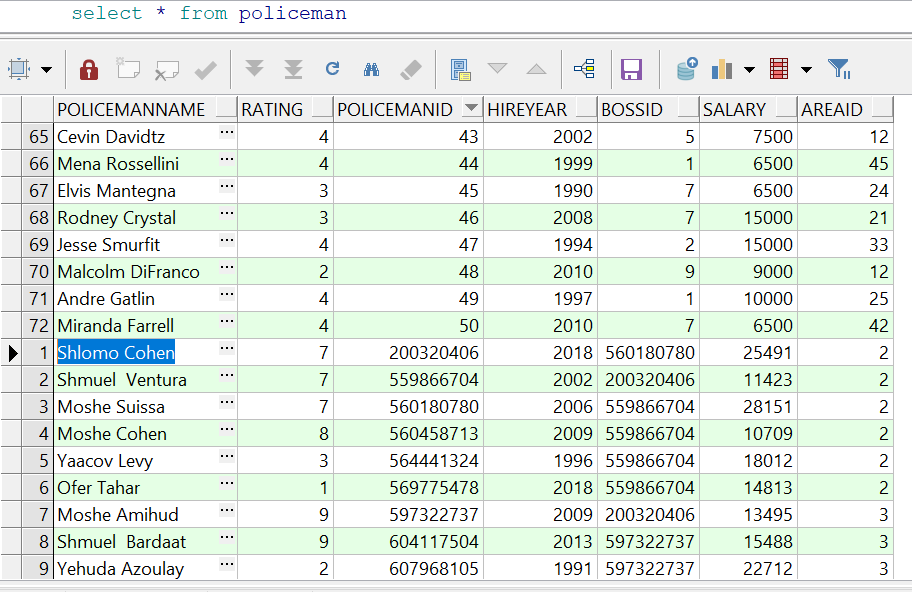 select * from policeman
POLICEMANNAME RATING POLICEMANID HIREYEAR BOSSID SALARY AREAID
65 Cevin Davidtz ... 4 43 2002 5 7500 12
66 Mena Rossellini ... 4 44 1999 1 6500 45
67 Elvis Mantegna ... 3 45 1990 7 6500 24
68 Rodney Crystal ... 3 46 2008 7 15000 21
69 Jesse Smurfit ... 4 47 1994 2 15000 33
70 Malcolm DiFranco ... 2 48 2010 9 9000 12
71 Andre Gatlin ... 4 49 1997 1 10000 25
72 Miranda Farrell ... 4 50 2010 7 6500 42
1 Shlomo Cohen ... 7 200320406 2018 560180780 25491 2
2 Shmuel  Ventura ... 7 559866704 2002 200320406 11423 2
3 Moshe Suissa ... 7 560180780 2006 559866704 28151 2
4 Moshe Cohen ... 8 560458713 2009 559866704 10709 2
5 Yaacov Levy ... 3 564441324 1996 559866704 18012 2
6 Ofer Tahar ... 1 569775478 2018 559866704 14813 2
7 Moshe Amihud ... 9 597322737 2009 200320406 13495 3
8 Shmuel  Bardaat ... 9 604117504 2013 597322737 15488 3
9 Yehuda Azoulay ... 2 607968105 1991 597322737 22712 3